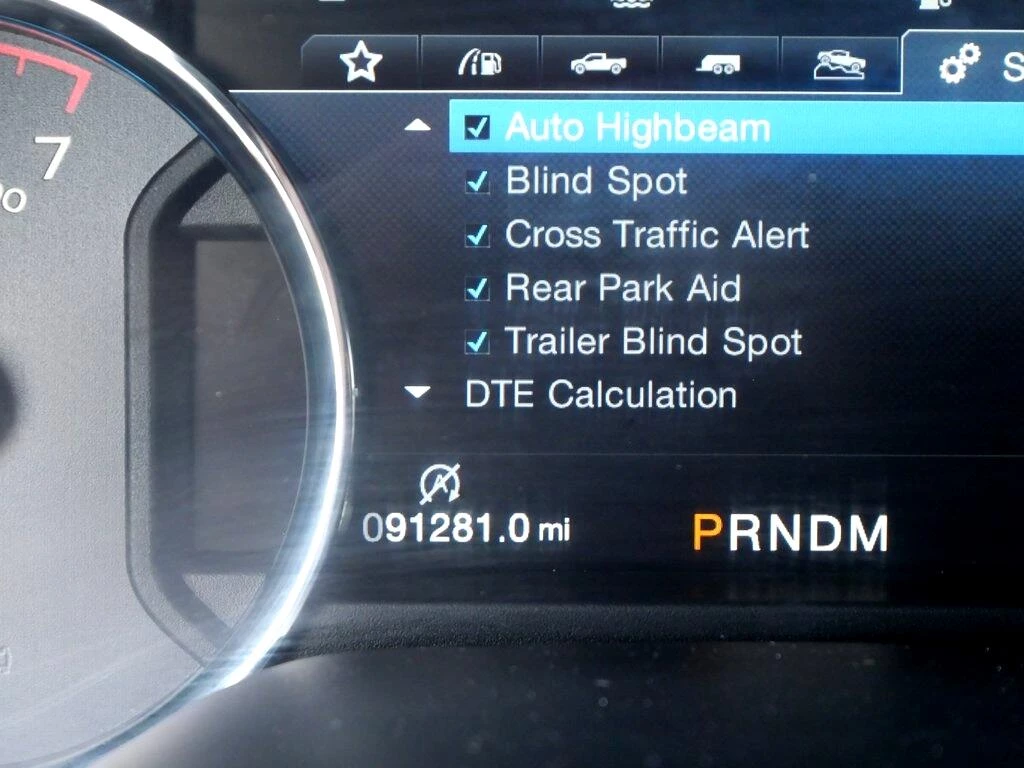 7
S
Auto Highbeam
Blind Spot
Cross Traffic Alert
Rear Park Aid
Trailer Blind Spot
DTE Calculation
A
091281.0 mi
PRNDM